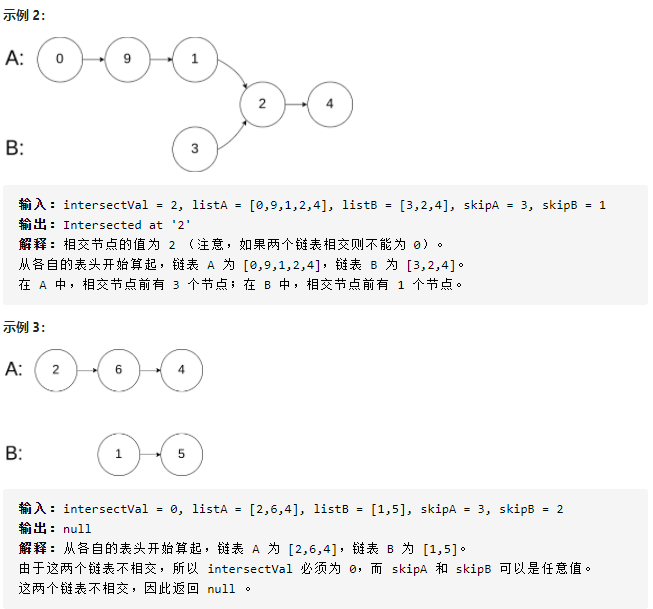 示例 2：
A: 0 9 1
2 4
B: 3
输入：intersectVal = 2, listA = [0,9,1,2,4], listB = [3,2,4], skipA = 3, skipB = 1
输出：Intersected at '2'
解释：相交节点的值为 2 （注意，如果两个链表相交则不能为 0）。
从各自的表头开始算起，链表 A 为 [0,9,1,2,4]，链表 B 为 [3,2,4]。
在 A 中，相交节点前有 3 个节点；在 B 中，相交节点前有 1 个节点。
示例 3：
A: 2 6 4
B: 1 5
输入：intersectVal = 0, listA = [2,6,4], listB = [1,5], skipA = 3, skipB = 2
输出：null
解释：从各自的表头开始算起，链表 A 为 [2,6,4]，链表 B 为 [1,5]。
由于这两个链表不相交，所以 intersectVal 必须为 0，而 skipA 和 skipB 可以是任意值。
这两个链表不相交，因此返回 null 。